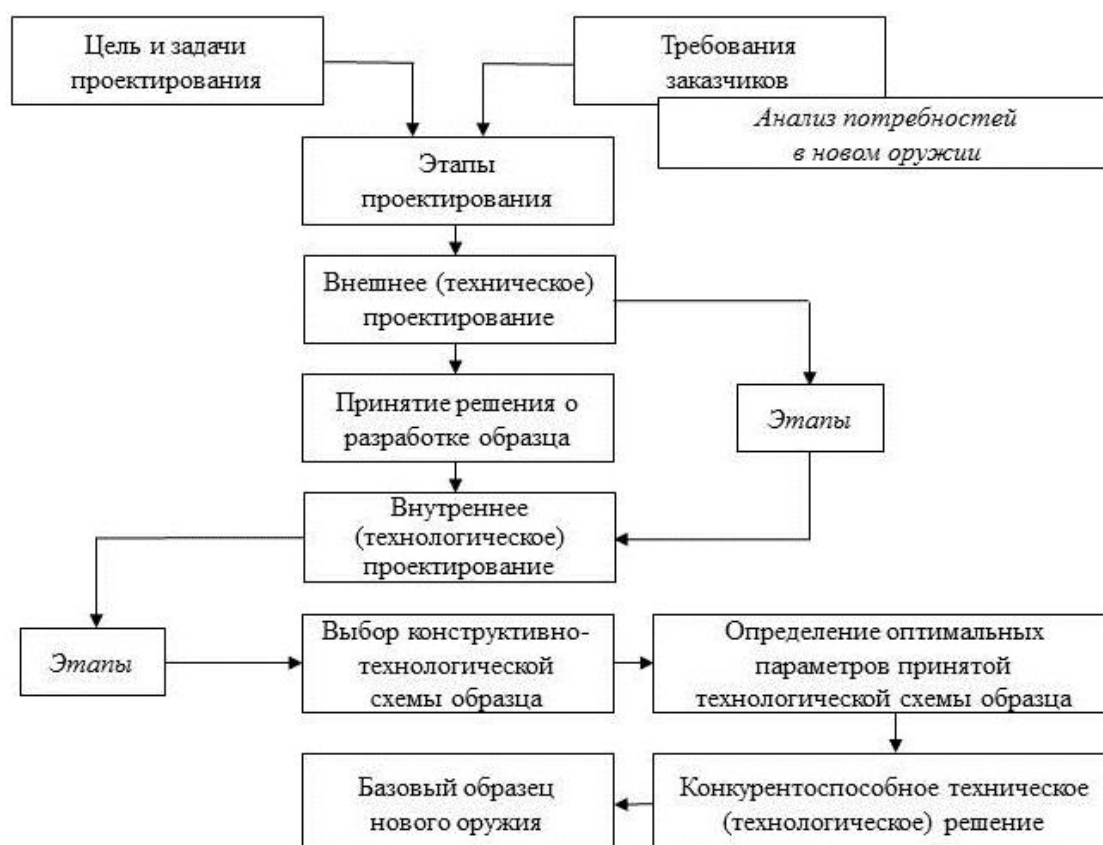 Цель и задачи
проектирования
Требования
заказчиков
Анализ потребностей
в новом оружии
Этапы
проектирования
Внешнее (техническое)
проектирование
Принятие решения о
разработке образца
Этапы
Внутреннее
(технологическое)
проектирование
Этапы
Выбор конструктивно-
технологической
схемы образца
Определение оптимальных
параметров принятой
технологической схемы образца
Базовый образец
нового оружия
Конкурентоспособное техническое
(технологическое) решение